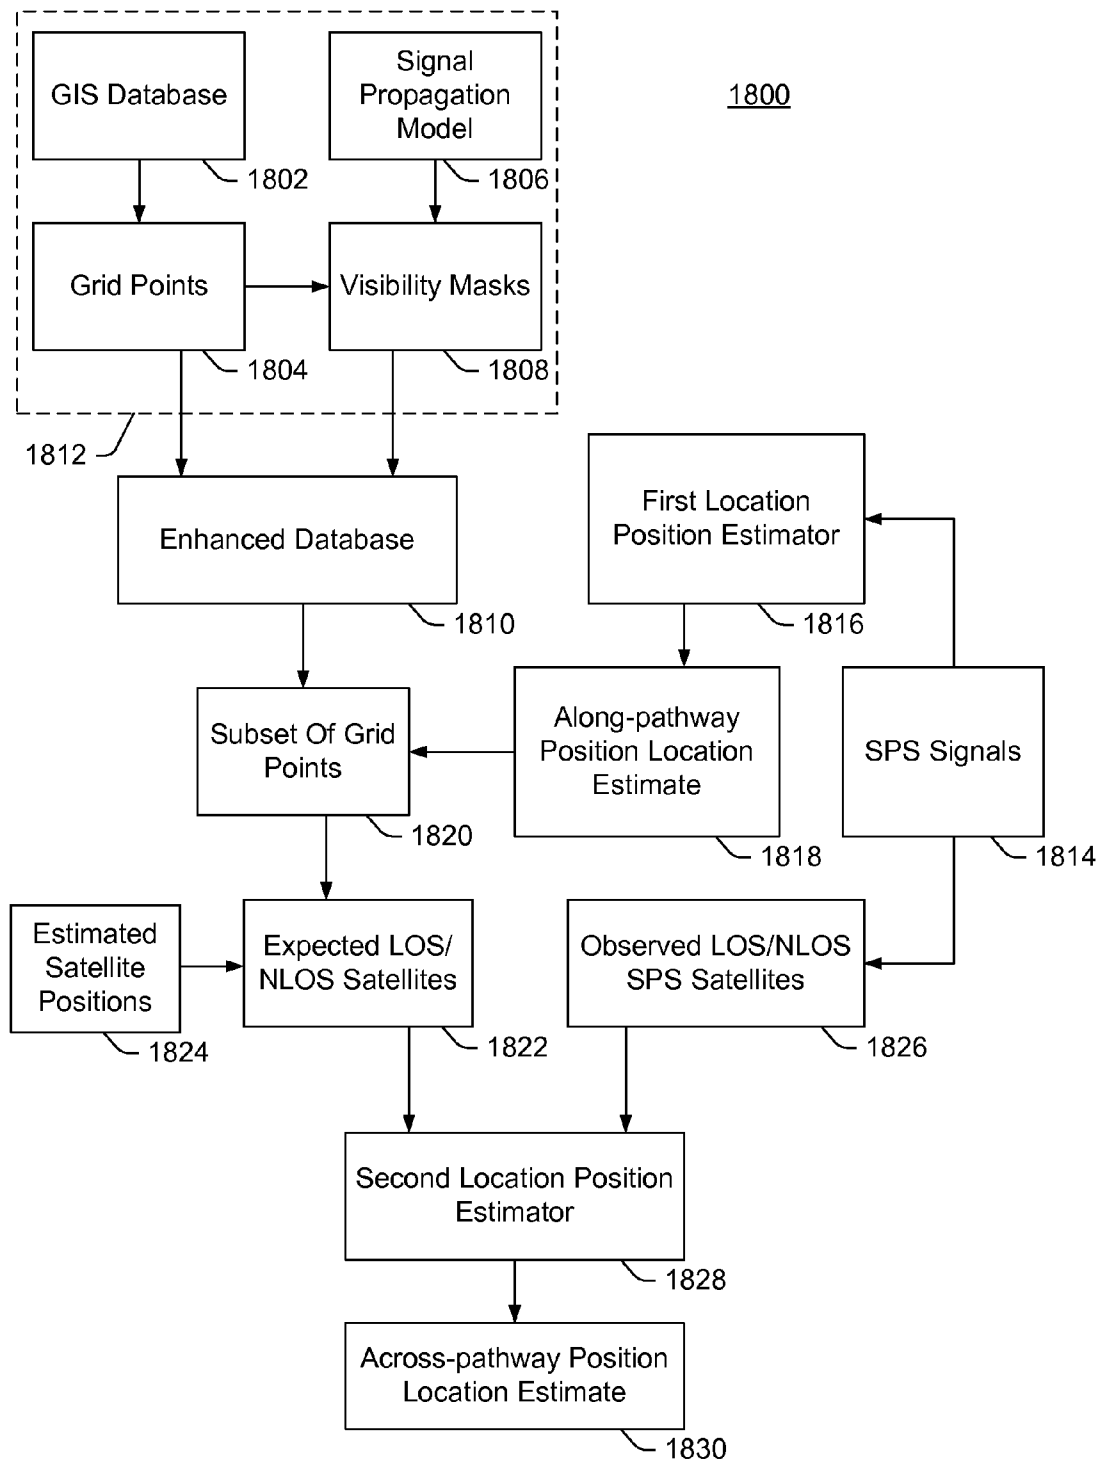 GIS Database
1802
Signal
Propagation
Model
1806
1800
Grid Points
1804
Visibility Masks
1808
1812
Enhanced Database
1810
First Location
Position Estimator
1816
Subset Of Grid
Points
1820
Along-pathway
Position Location
Estimate
1818
SPS Signals
1814
Estimated
Satellite
Positions
1824
Expected LOS/
NLOS Satellites
1822
Observed LOS/NLOS
SPS Satellites
1826
Second Location Position
Estimator
1828
Across-pathway Position
Location Estimate
1830